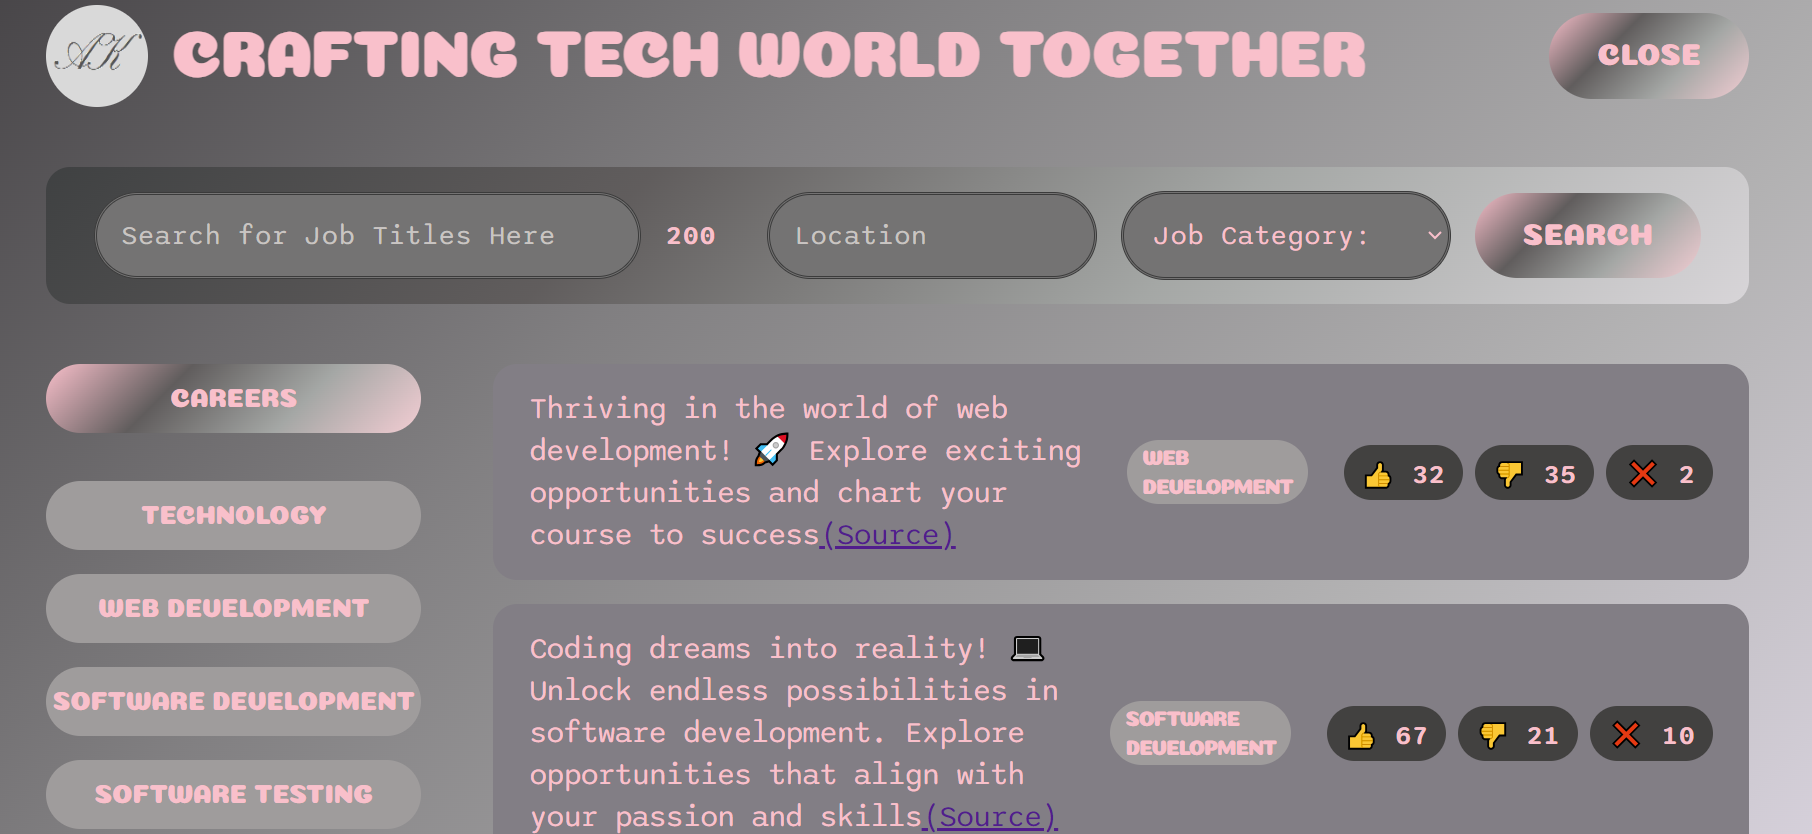 AK
CRAFTING TECH WORLD TOGETHER
CLOSE
Search for Job Titles Here
200
Location
Job Category:
SEARCH
CAREERS
TECHNOLOGY
WEB DEVELOPMENT
SOFTWARE DEVELOPMENT
SOFTWARE TESTING
Thriving in the world of web
development! 🚀 Explore exciting
opportunities and chart your
course to success(Source)
WEB
DEVELOPMENT
👍 32
👎 35
❌ 2
Coding dreams into reality! 💻
Unlock endless possibilities in
software development. Explore
opportunities that align with
your passion and skills(Source)
SOFTWARE
DEVELOPMENT
👍 67
👎 21
❌ 10